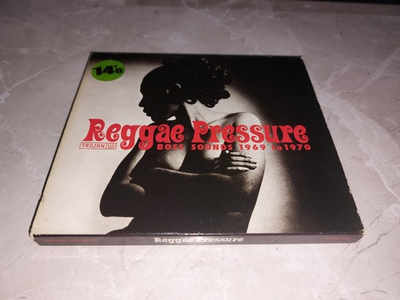 14's
Reggae Pressure
TROJAN
BOSS SOUNDS 1969 to 1970
Reggae Pressure